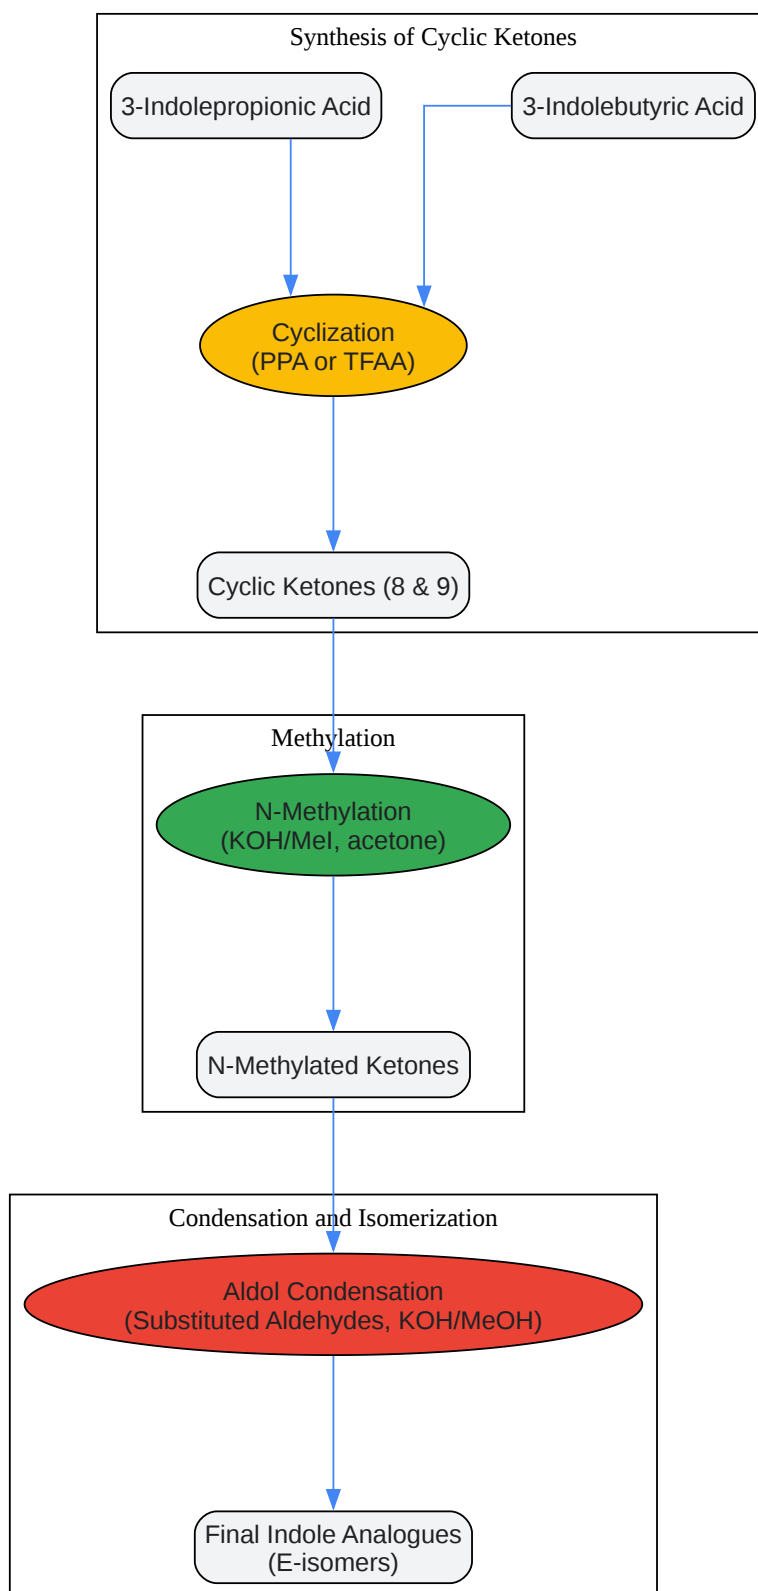 Synthesis of Cyclic Ketones
3-Indolepropionic Acid
3-Indolebutyric Acid
Cyclization
(PPA or TFAA)
Cyclic Ketones (8 & 9)
Methylation
N-Methylation
(KOH/MeI, acetone)
N-Methylated Ketones
Condensation and Isomerization
Aldol Condensation
(Substituted Aldehydes, KOH/MeOH)
Final Indole Analogues
(E-isomers)